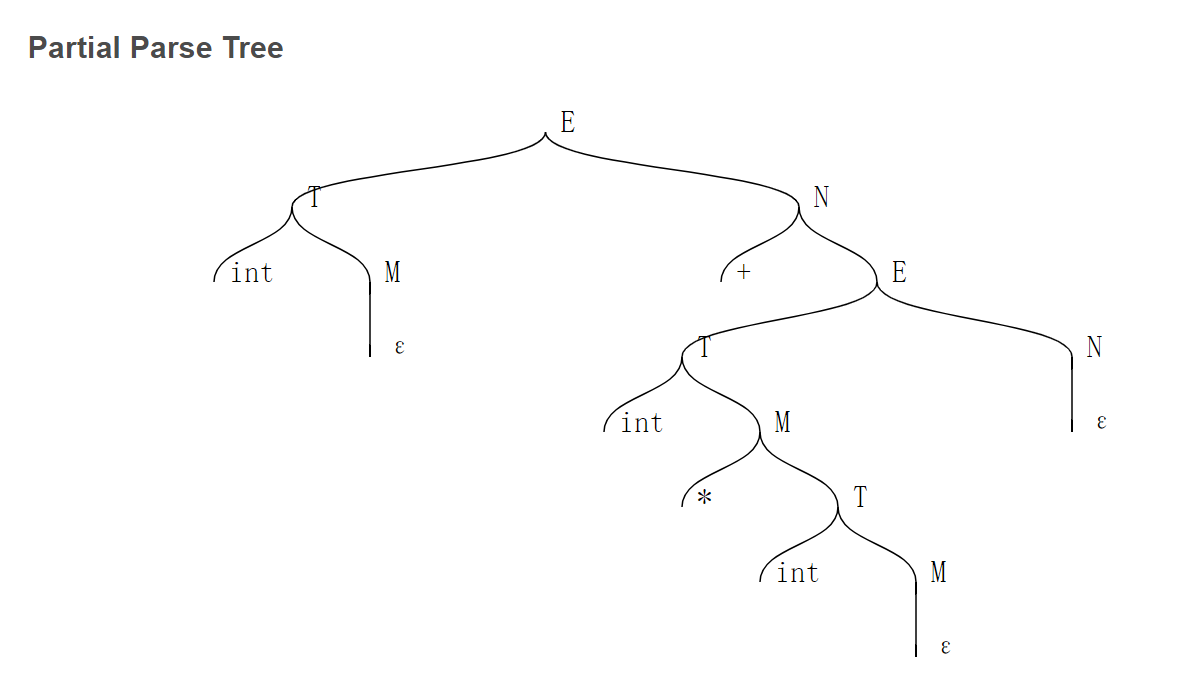 Partial Parse Tree
E
T N
int M + E
ε T N
int M ε
* T
int M
ε